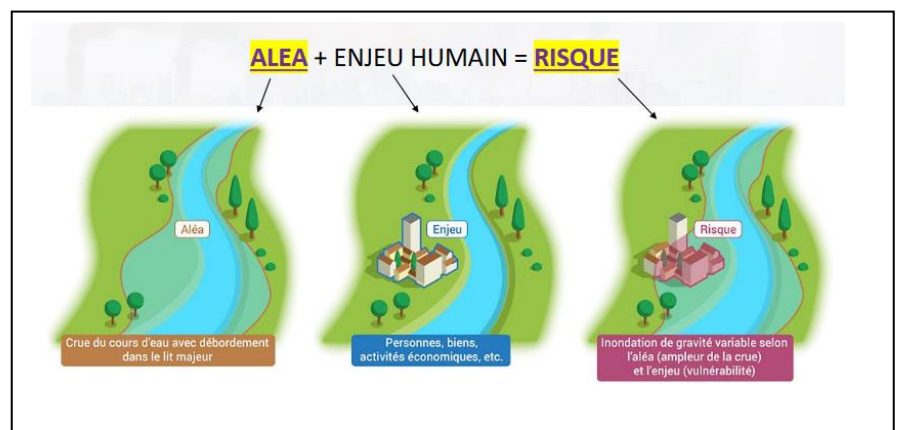 ALEA + ENJEU HUMAIN = RISQUE
Aléa
Crue du cours d'eau avec débordement
dans le lit majeur
Enjeu
Personnes, biens,
activités économiques, etc.
Risque
Inondation de gravité variable selon
l'aléa (ampleur de la crue)
et l'enjeu (vulnérabilité)